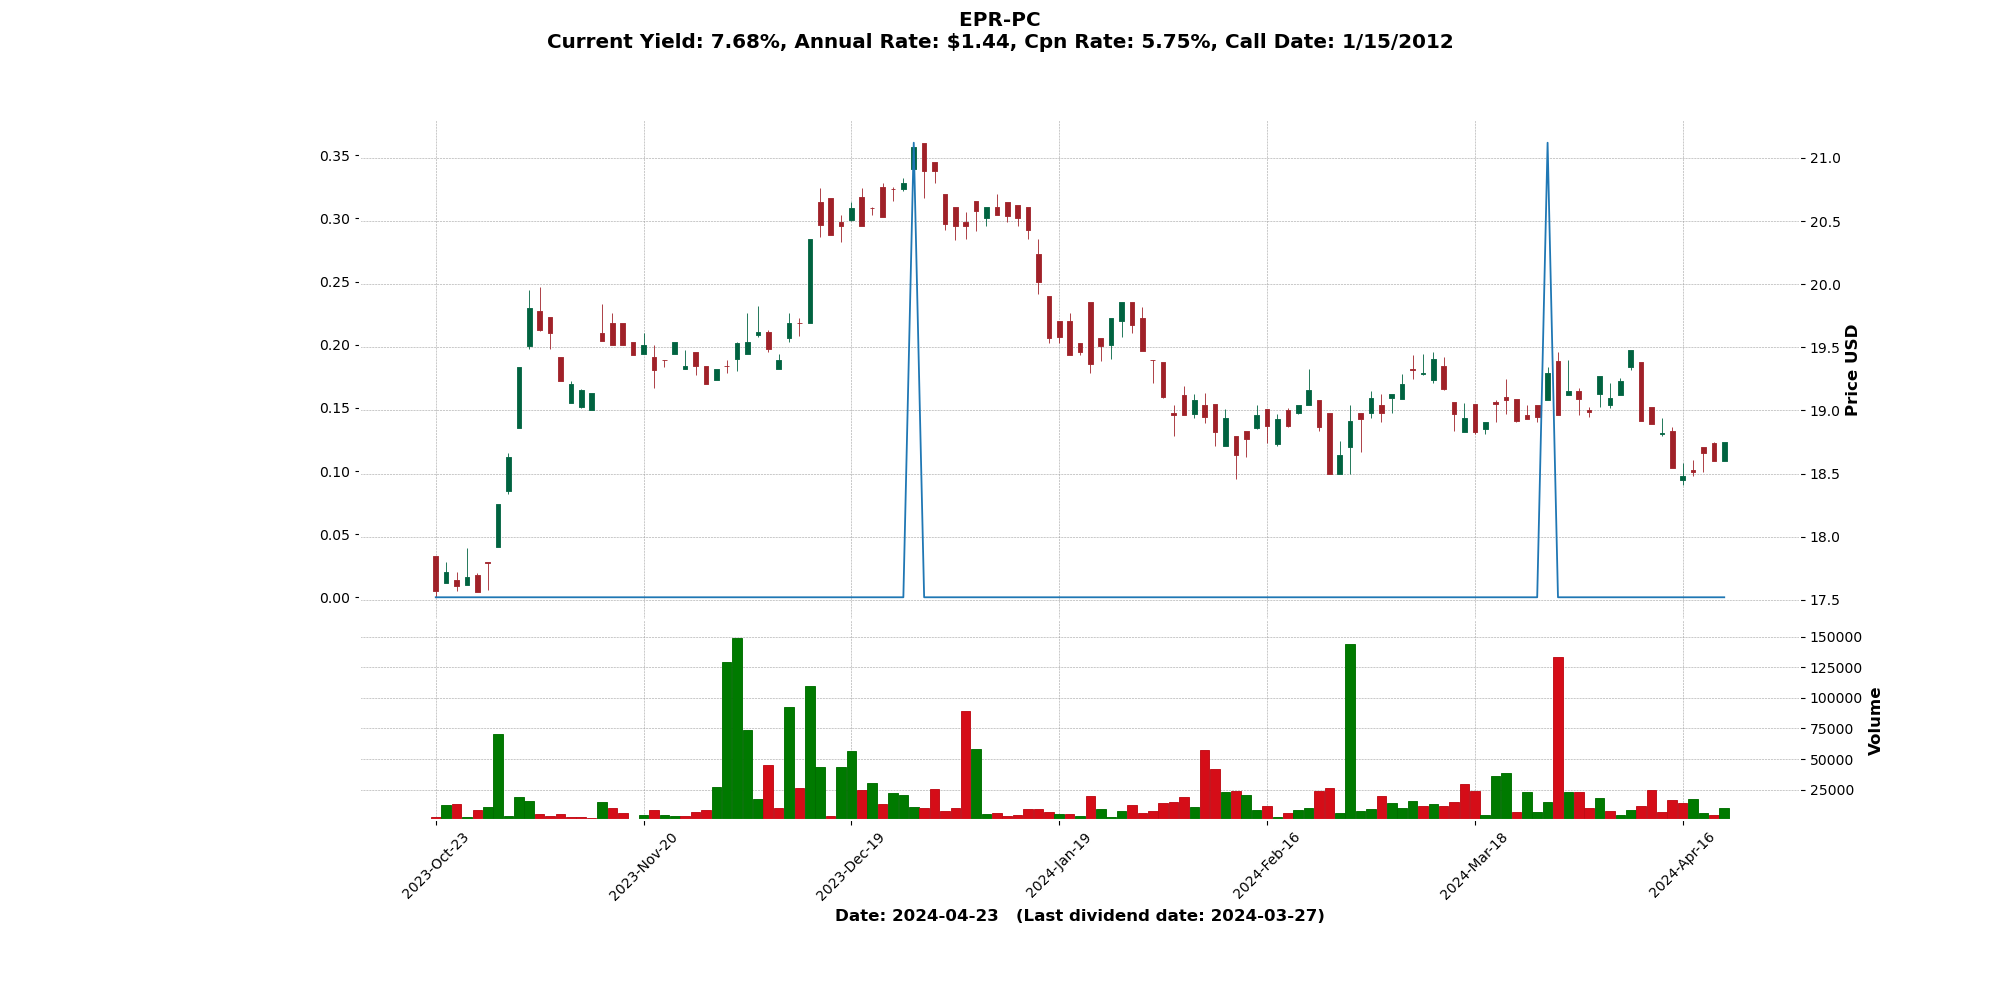 EPR-PC
Current Yield: 7.68%, Annual Rate: $1.44, Cpn Rate: 5.75%, Call Date: 1/15/2012
0.35
0.30
0.25
0.20
0.15
0.10
0.05
0.00
21.0
20.5
20.0
19.5
19.0
18.5
18.0
17.5
Price USD
150000
125000
100000
75000
50000
25000
Volume
2023-Oct-23
2023-Nov-20
2023-Dec-19
2024-Jan-19
2024-Feb-16
2024-Mar-18
2024-Apr-16
Date: 2024-04-23 (Last dividend date: 2024-03-27)